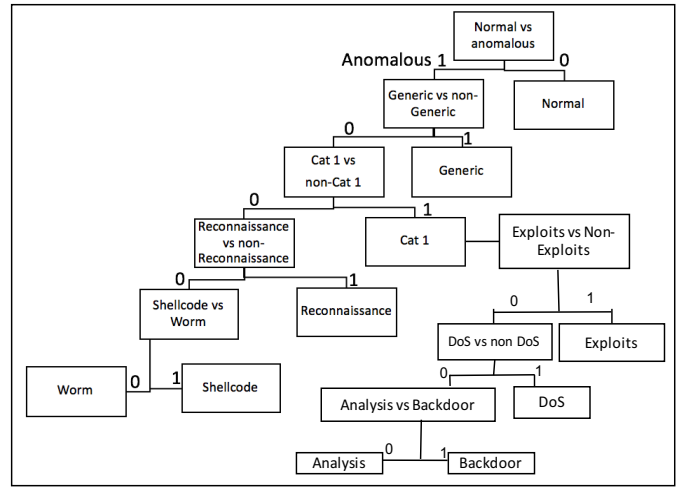 Normal vs
anomalous
Anomalous 1
0
Generic vs non-
Generic
Normal
0
1
Cat 1 vs
non-Cat 1
Generic
0
1
Reconnaissance
vs non-
Reconnaissance
Cat 1
Exploits vs Non-
Exploits
0
1
Shellcode vs
Worm
Reconnaissance
0
1
DoS vs non DoS
Exploits
Worm
0
1
Shellcode
0
1
Analysis vs Backdoor
DoS
0
1
Analysis
Backdoor